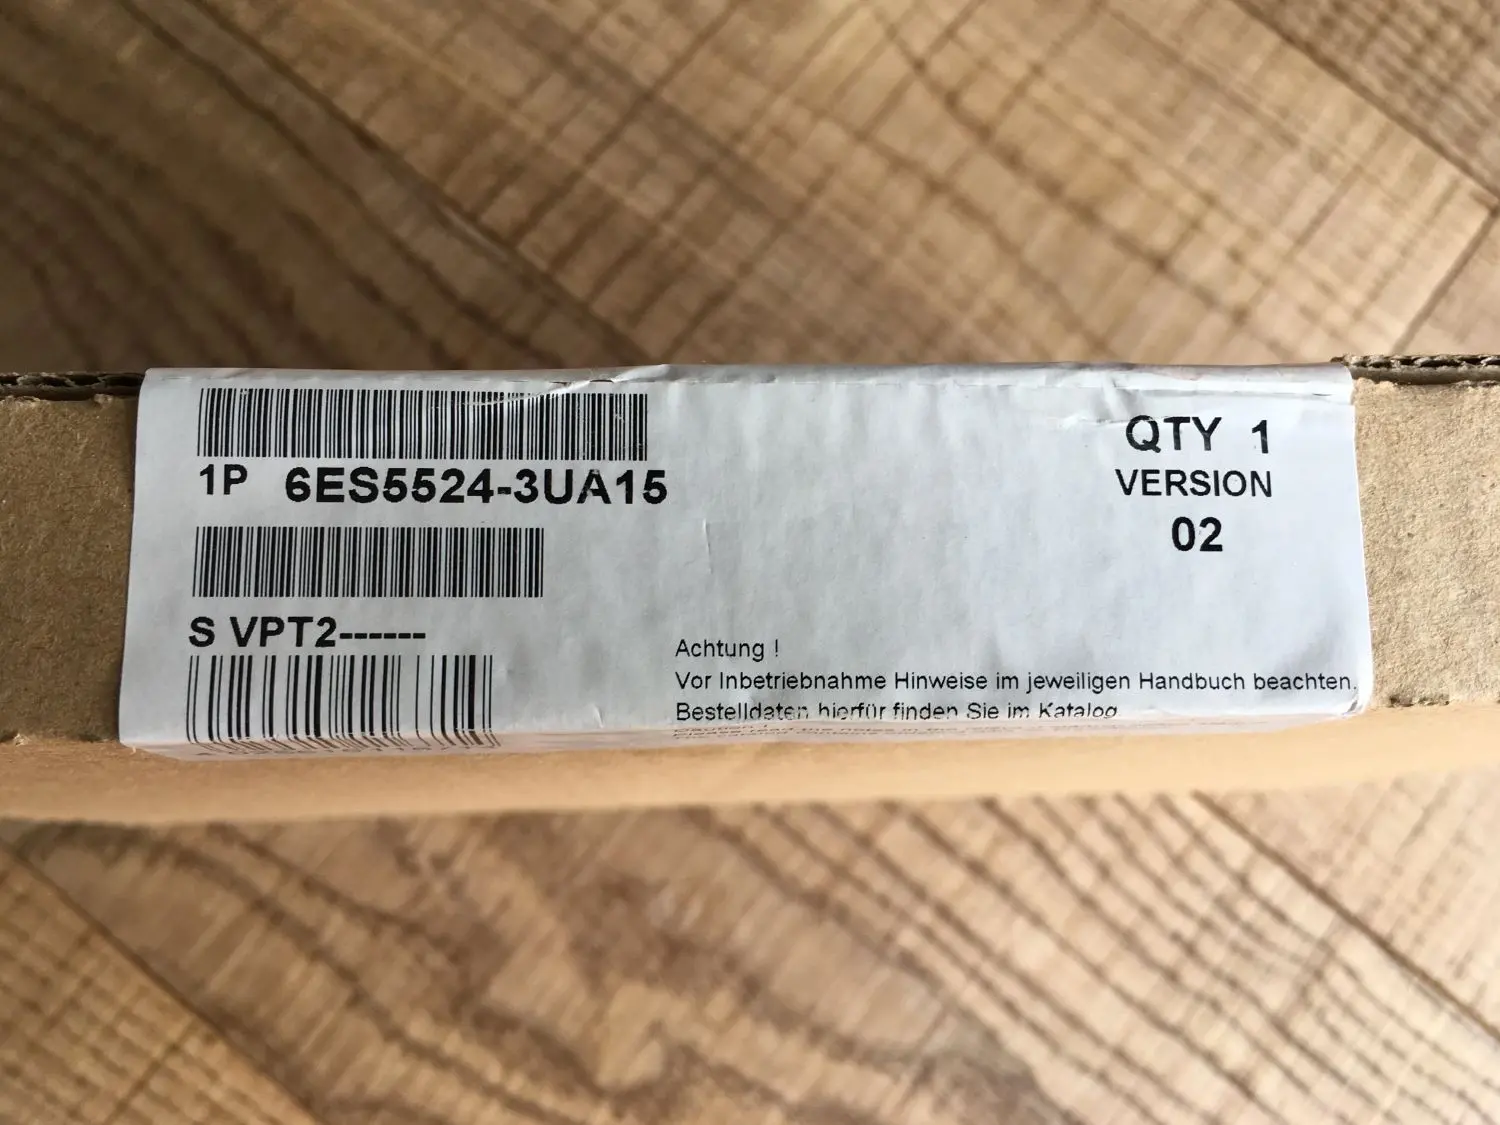 1P 6ES5524-3UA15
QTY 1
VERSION
02
S VPT2------
Achtung !
Vor Inbetriebnahme Hinweise im jeweiligen Handbuch beachten.
Bestelldaten hierfür finden Sie im Katalog